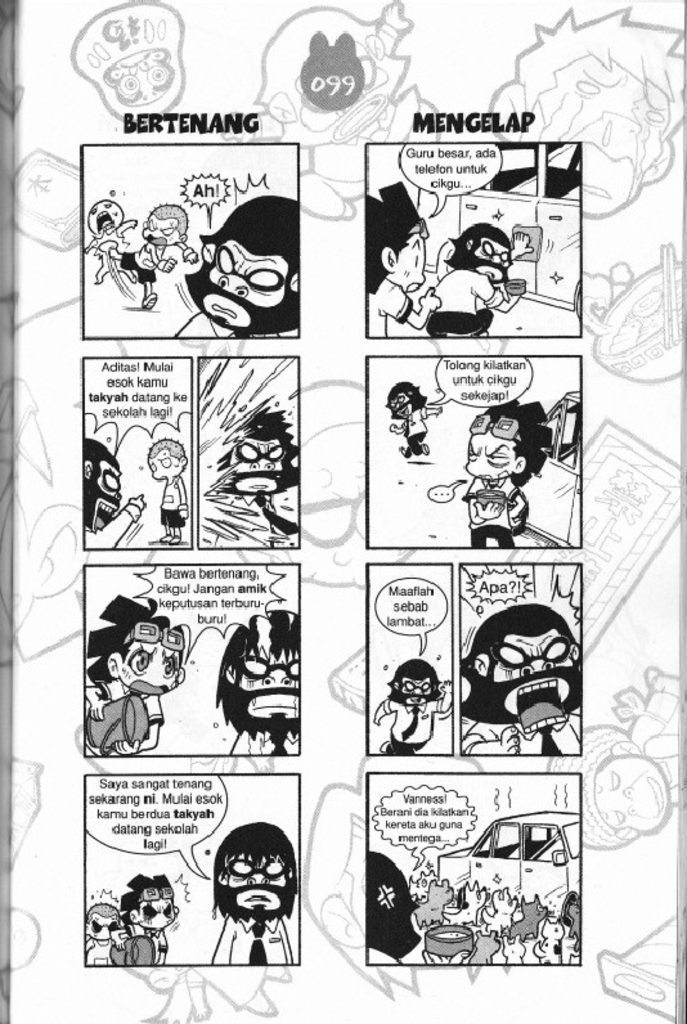 099
BERTENANG
Ah!
Aditas! Mulai
esok kamu
takyah datang ke
sekolah lagi!
Bawa bertenang,
cikgu! Jangan amik
keputusan terburu-
buru!
Saya sangat tenang
sekarang ni. Mulai esok
kamu berdua takyah
datang sekolah
lagi!
MENGELAP
Guru besar, ada
telefon untuk
cikgu...
Tolong kilatkan
untuk cikgu
sekejap!
Maaflah
sebab
lambat...
Apa?!
Vanness!
Berani dia kilatkan
kereta aku guna
mentega...